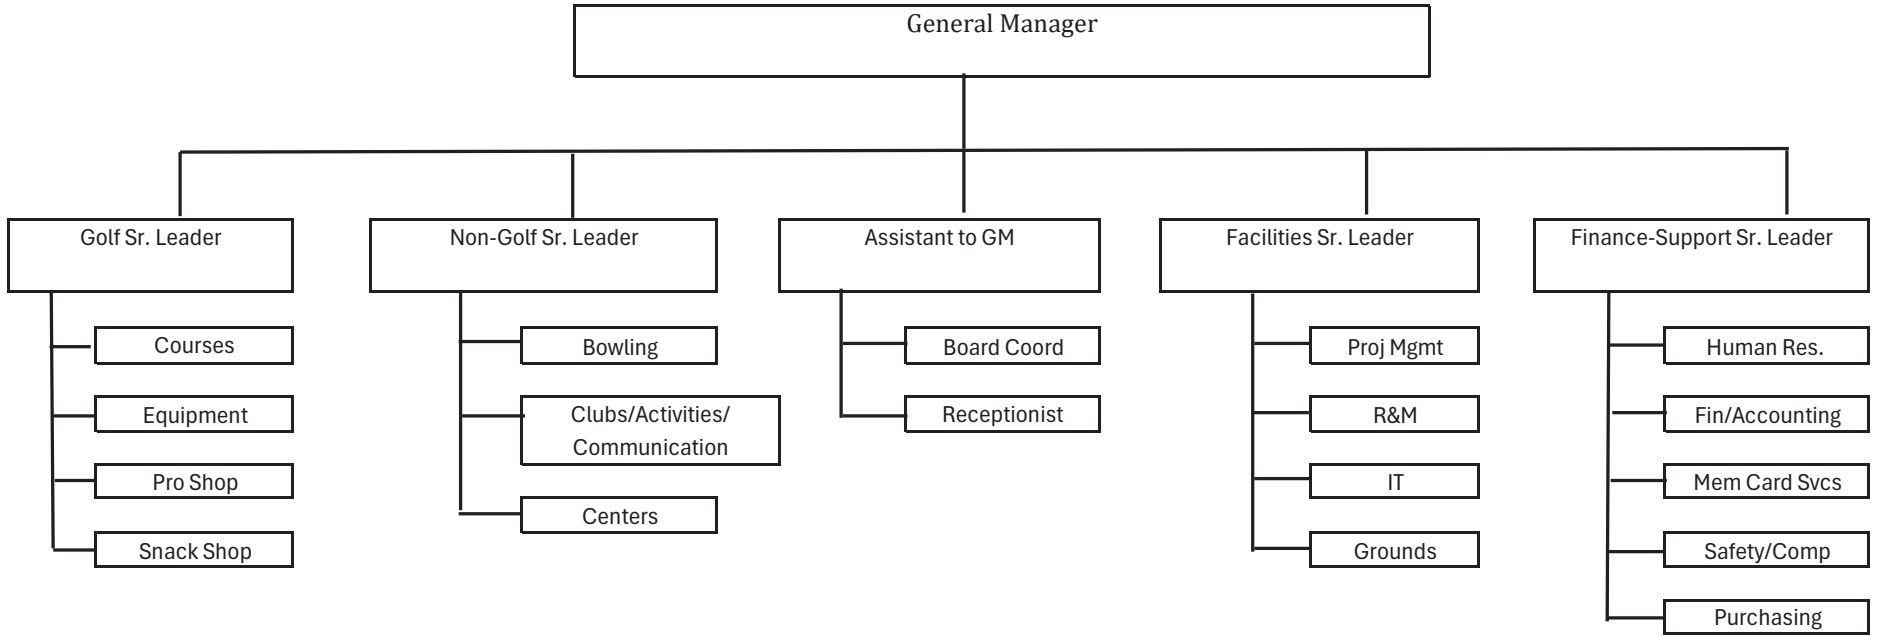 General Manager
Golf Sr. Leader
Non-Golf Sr. Leader
Assistant to GM
Facilities Sr. Leader
Finance-Support Sr. Leader
Courses
Equipment
Pro Shop
Snack Shop
Bowling
Clubs/Activities/
Communication
Centers
Board Coord
Receptionist
Proj Mgmt
R&M
IT
Grounds
Human Res.
Fin/Accounting
Mem Card Svcs
Safety/Comp
Purchasing